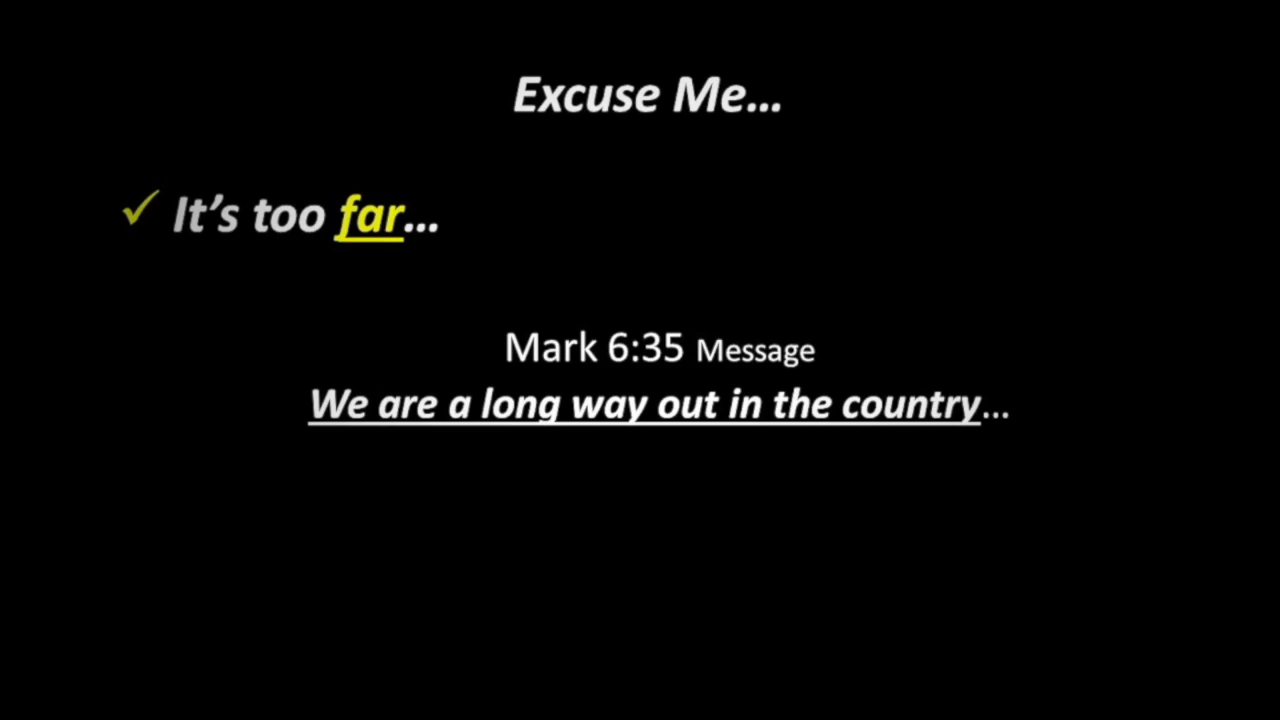 Excuse Me...
✓ It's too far...
Mark 6:35 Message
We are a long way out in the country...